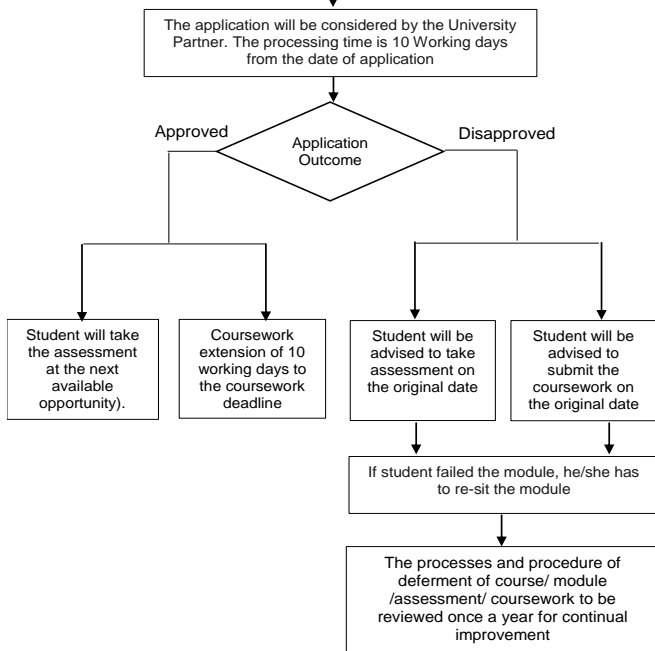 The application will be considered by the University
Partner. The processing time is 10 Working days
from the date of application
Approved
Disapproved
Application
Outcome
Student will take
the assessment
at the next
available
opportunity).
Coursework
extension of 10
working days to
the coursework
deadline
Student will be
advised to take
assessment on
the original date
Student will be
advised to
submit the
coursework on
the original date
If student failed the module, he/she has
to re-sit the module
The processes and procedure of
deferment of course/ module
/assessment/ coursework to be
reviewed once a year for continual
improvement